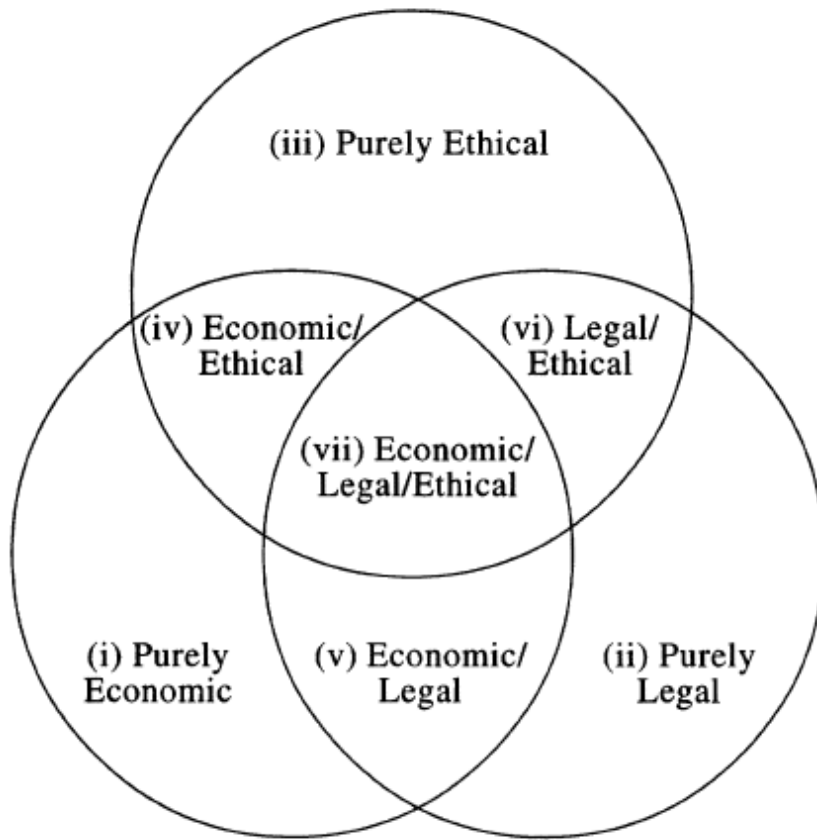 (iii) Purely Ethical
(iv) Economic/
Ethical
(vi) Legal/
Ethical
(vii) Economic/
Legal/Ethical
(i) Purely
Economic
(v) Economic/
Legal
(ii) Purely
Legal